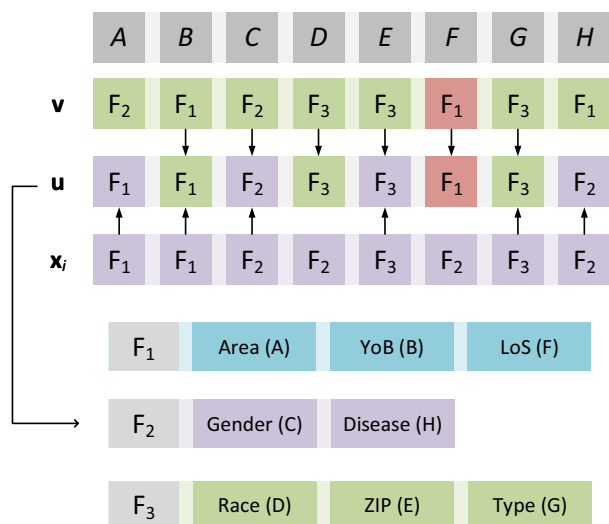 A B C D E F G H
v F₂ F₁ F₂ F₃ F₃ F₁ F₃ F₁
u F₁ F₁ F₂ F₃ F₃ F₁ F₃ F₂
xᵢ F₁ F₁ F₂ F₂ F₃ F₂ F₃ F₂
F₁ Area (A) YoB (B) LoS (F)
F₂ Gender (C) Disease (H)
F₃ Race (D) ZIP (E) Type (G)